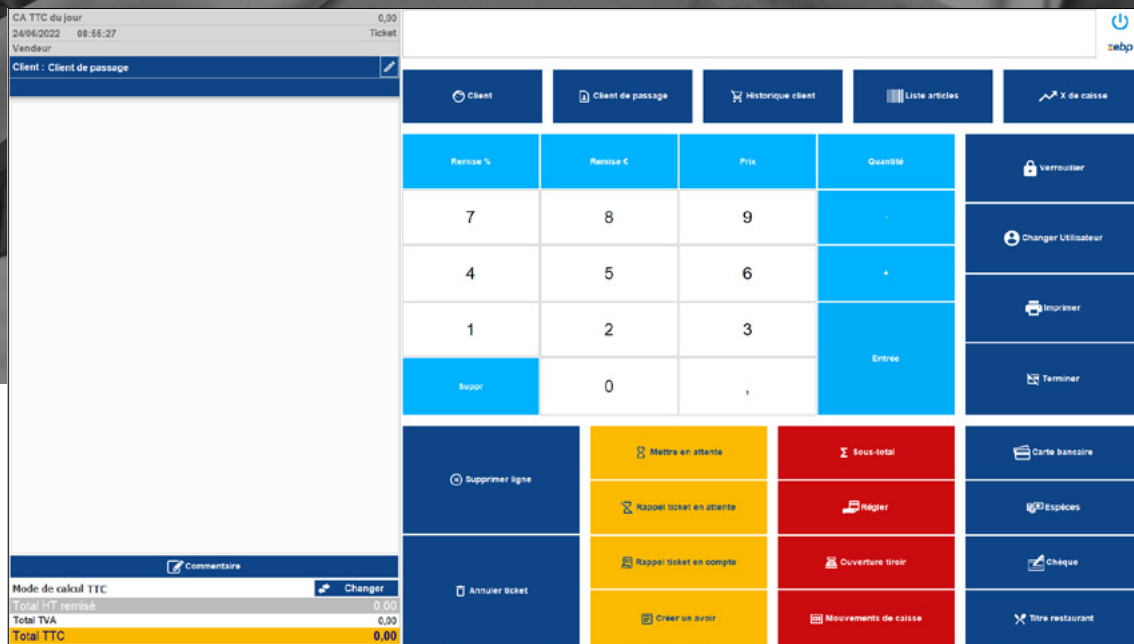 CA TTC du jour 0,00
24/06/2022 08:55:27 Ticket
Vendeur
Client : Client de passage
ebp
Client
Client de passage
Historique client
Liste articles
X de caisse
Remise %
Remise €
Prix
Quantité
Verrouiller
7
8
9
-
Changer Utilisateur
4
5
6
+
Imprimer
1
2
3
Entrée
Terminer
Suppr
0
,
Supprimer ligne
Mettre en attente
Sous-total
Carte bancaire
Rappel ticket en attente
Régler
Espèces
Annuler ticket
Rappel ticket en compte
Ouverture tiroir
Chèque
Créer un avoir
Mouvements de caisse
Titre restaurant
Commentaire
Mode de calcul TTC Changer
Total HT remisé 0,00
Total TVA 0,00
Total TTC 0,00